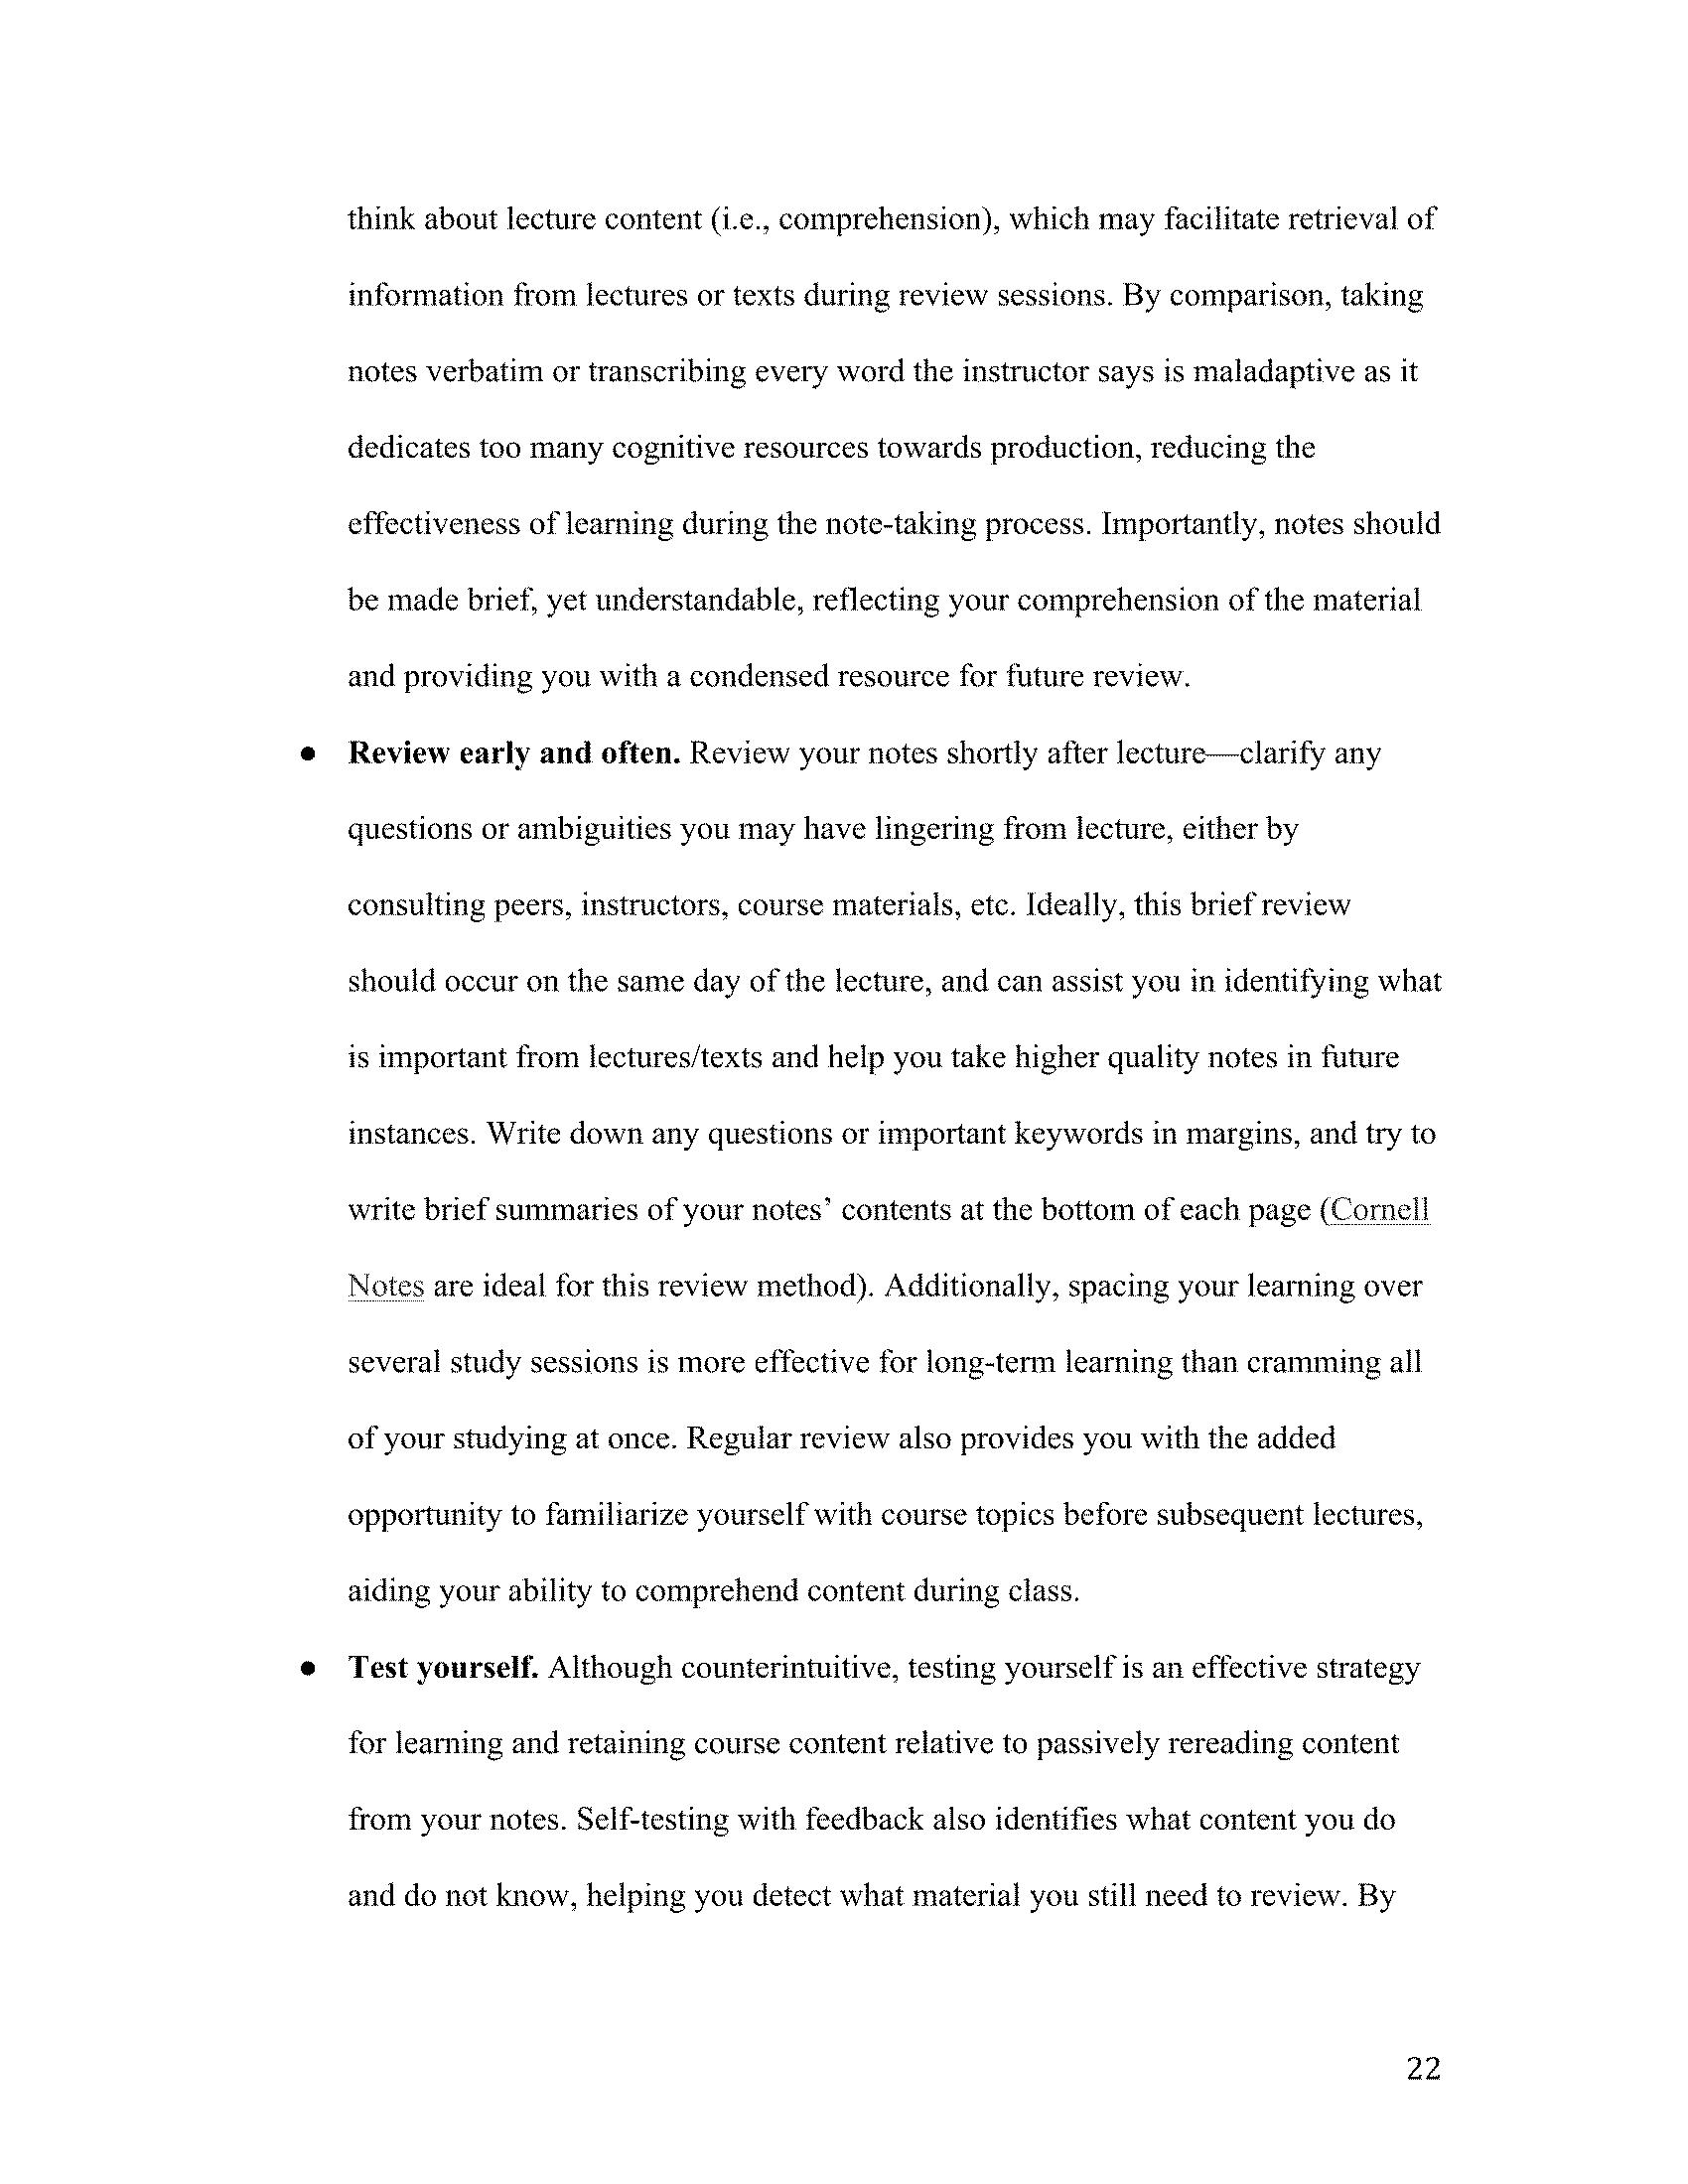 think about lecture content (i.e., comprehension), which may facilitate retrieval of
information from lectures or texts during review sessions. By comparison, taking
notes verbatim or transcribing every word the instructor says is maladaptive as it
dedicates too many cognitive resources towards production, reducing the
effectiveness of learning during the note-taking process. Importantly, notes should
be made brief, yet understandable, reflecting your comprehension of the material
and providing you with a condensed resource for future review.
● Review early and often. Review your notes shortly after lecture—clarify any
questions or ambiguities you may have lingering from lecture, either by
consulting peers, instructors, course materials, etc. Ideally, this brief review
should occur on the same day of the lecture, and can assist you in identifying what
is important from lectures/texts and help you take higher quality notes in future
instances. Write down any questions or important keywords in margins, and try to
write brief summaries of your notes’ contents at the bottom of each page (Cornell
Notes are ideal for this review method). Additionally, spacing your learning over
several study sessions is more effective for long-term learning than cramming all
of your studying at once. Regular review also provides you with the added
opportunity to familiarize yourself with course topics before subsequent lectures,
aiding your ability to comprehend content during class.
● Test yourself. Although counterintuitive, testing yourself is an effective strategy
for learning and retaining course content relative to passively rereading content
from your notes. Self-testing with feedback also identifies what content you do
and do not know, helping you detect what material you still need to review. By
22